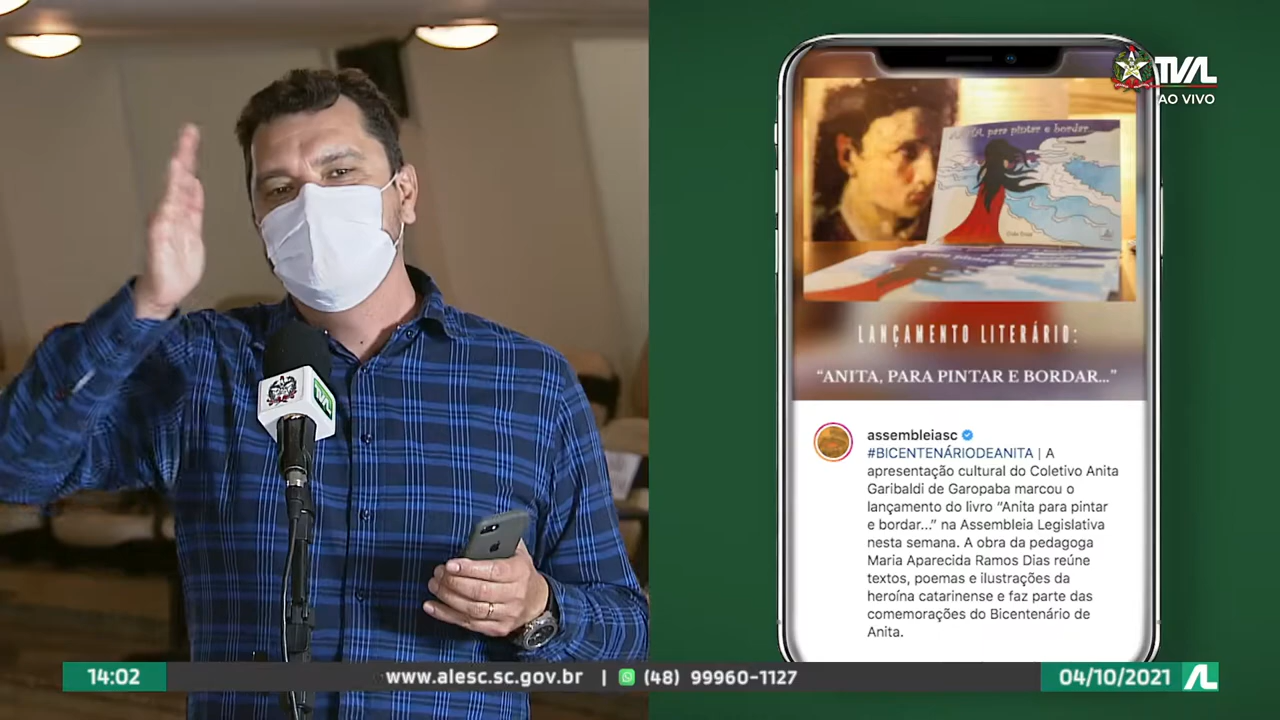 TVAL
AO VIVO
para pintar e bordar...
LANÇAMENTO LITERÁRIO:
“ANITA, PARA PINTAR E BORDAR...”
assembleiasc
#BICENTENÁRIODEANITA | A
apresentação cultural do Coletivo Anita
Garibaldi de Garopaba marcou o
lançamento do livro “Anita para pintar
e bordar...” na Assembleia Legislativa
nesta semana. A obra da pedagoga
Maria Aparecida Ramos Dias reúne
textos, poemas e ilustrações da
heroína catarinense e faz parte das
comemorações do Bicentenário de
Anita.
TVAL
14:02
www.alesc.sc.gov.br | (48) 99960-1127
04/10/2021
AL